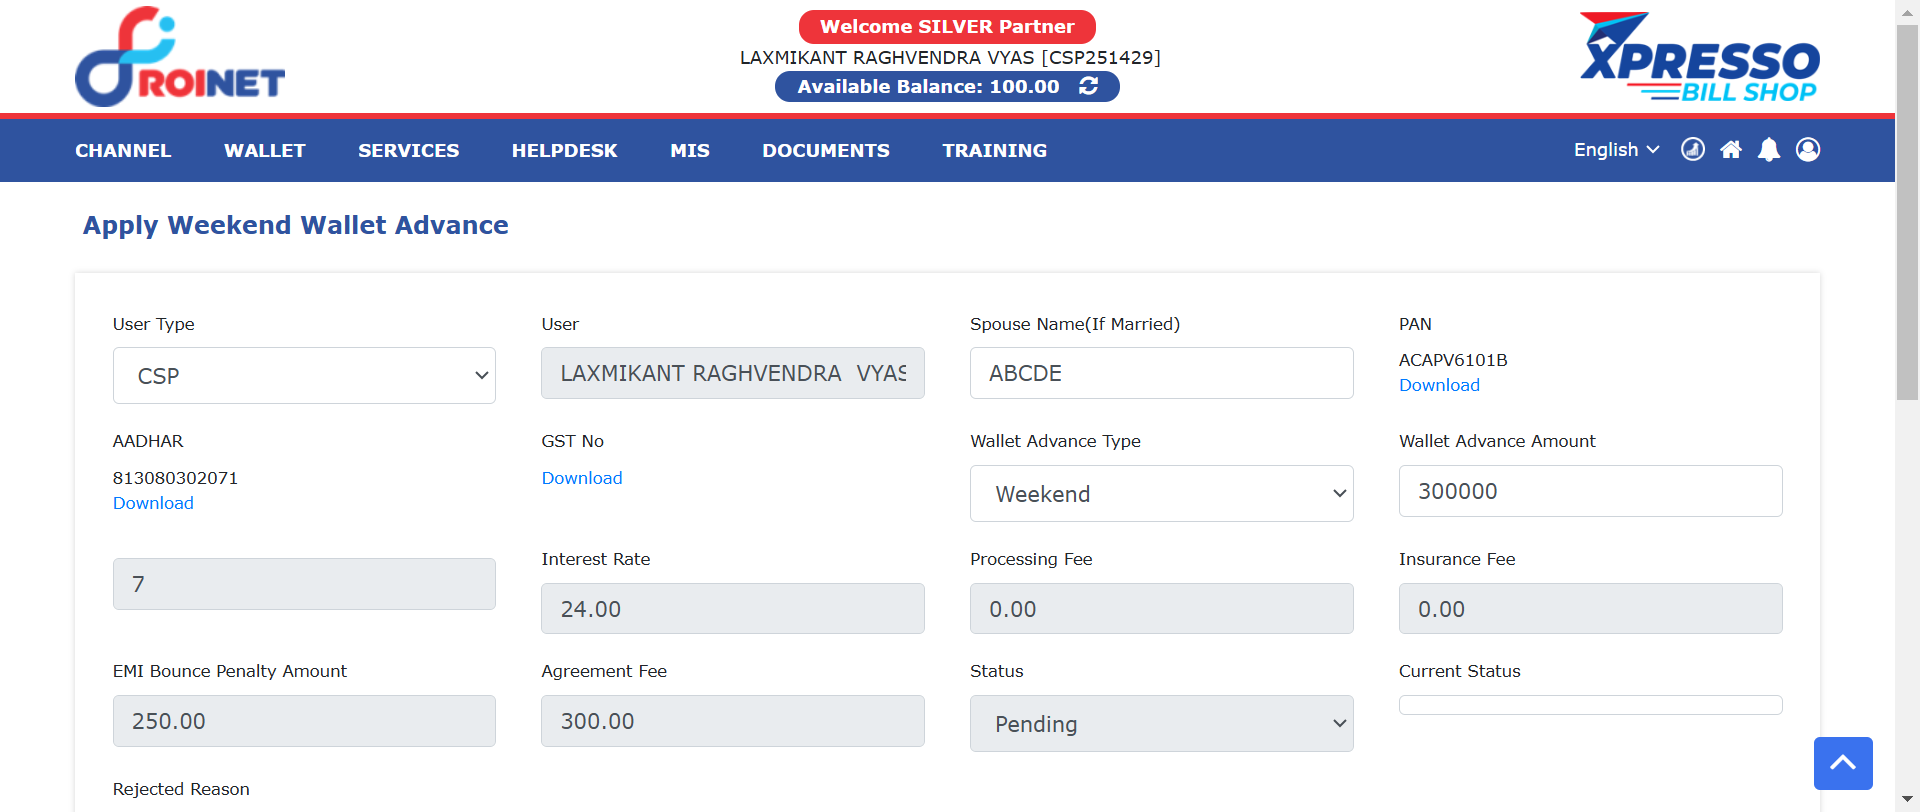 ROINET
Welcome SILVER Partner
LAXMIKANT RAGHVENDRA VYAS [CSP251429]
Available Balance: 100.00
XPRESSO
BILL SHOP
CHANNEL WALLET SERVICES HELPDESK MIS DOCUMENTS TRAINING English
Apply Weekend Wallet Advance
User Type User Spouse Name(If Married) PAN
CSP LAXMIKANT RAGHVENDRA VYAS ABCDE ACAPV6101B
Download
AADHAR GST No Wallet Advance Type Wallet Advance Amount
813080302071 Download Weekend 300000
Download
7 Interest Rate Processing Fee Insurance Fee
24.00 0.00 0.00
EMI Bounce Penalty Amount Agreement Fee Status Current Status
250.00 300.00 Pending
Rejected Reason